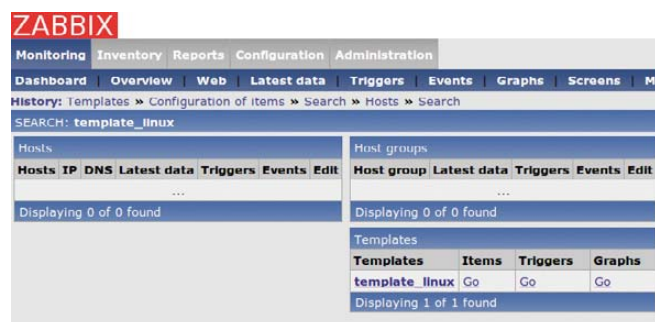 ZABBIX
Monitoring Inventory Reports Configuration Administration
Dashboard | Overview | Web | Latest data | Triggers | Events | Graphs | Screens | M
History: Templates » Configuration of items » Search » Hosts » Search
SEARCH: template_linux
Hosts
Hosts IP DNS Latest data Triggers Events Edit
...
Displaying 0 of 0 found
Host groups
Host group Latest data Triggers Events Edit
...
Displaying 0 of 0 found
Templates
Templates Items Triggers Graphs
template_linux Go Go Go
Displaying 1 of 1 found